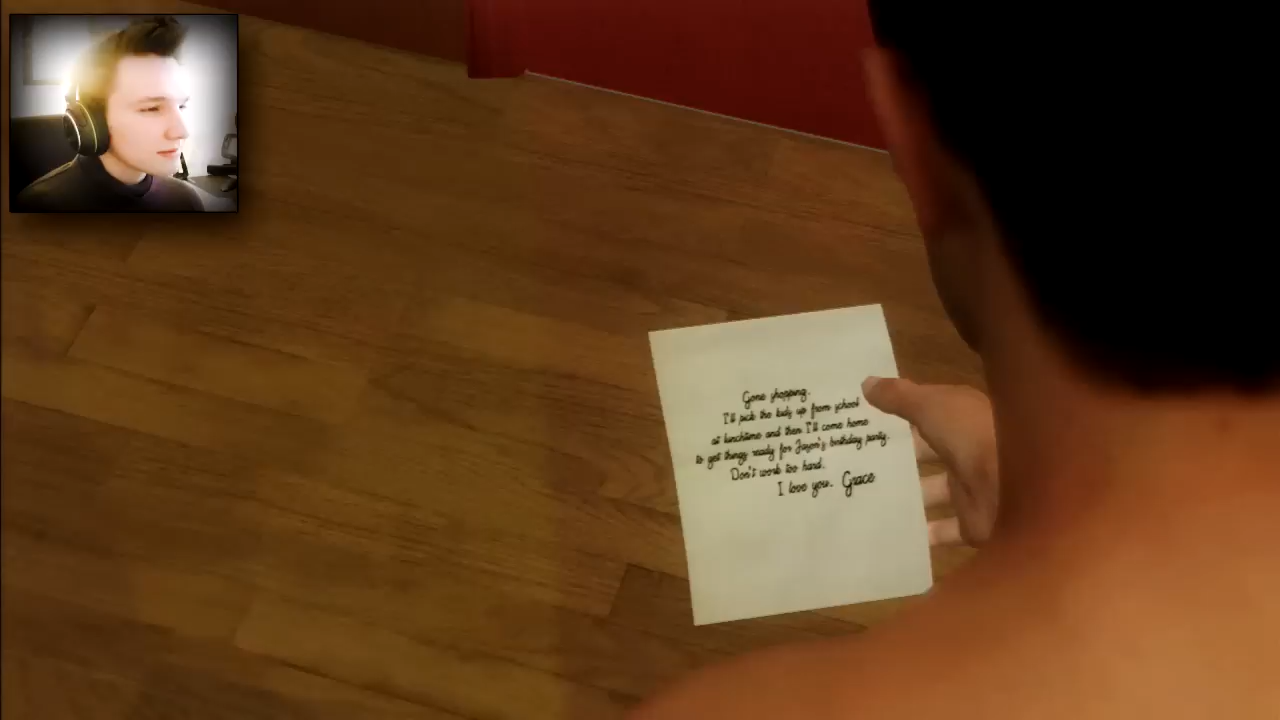 Gone shopping.
I'll pick the kids up from school
at lunchtime and then I'll come home
to get things ready for Jason's birthday party.
Don't work too hard.
I love you. Grace